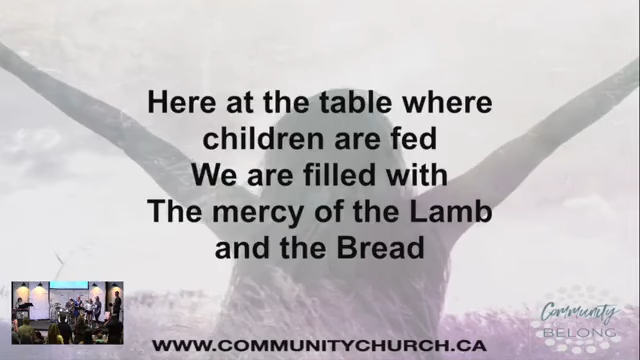 Here at the table where
children are fed
We are filled with
The mercy of the Lamb
and the Bread
Community
BELONG
WWW.COMMUNITYCHURCH.CA